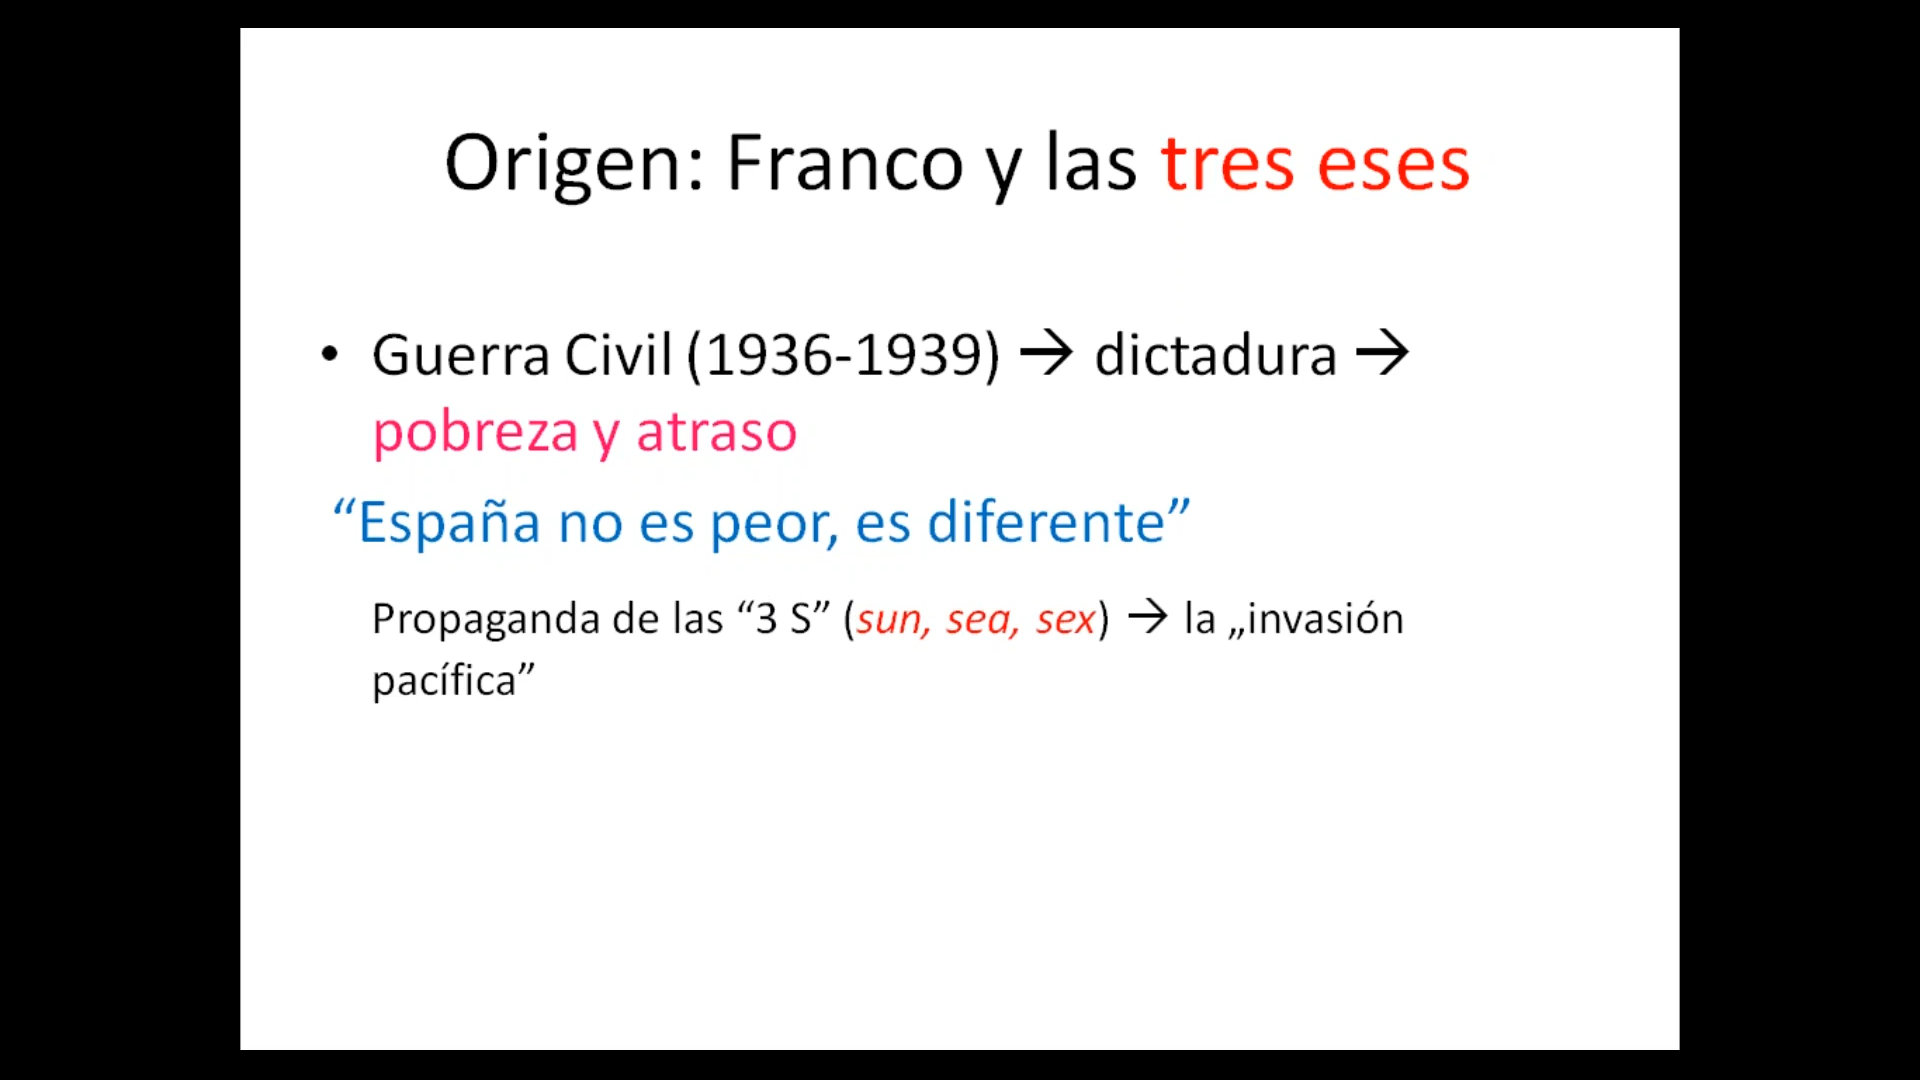 Origen: Franco y las tres eses
• Guerra Civil (1936-1939) → dictadura →
pobreza y atraso
“España no es peor, es diferente”
Propaganda de las “3 S” (sun, sea, sex) → la „invasión
pacífica”